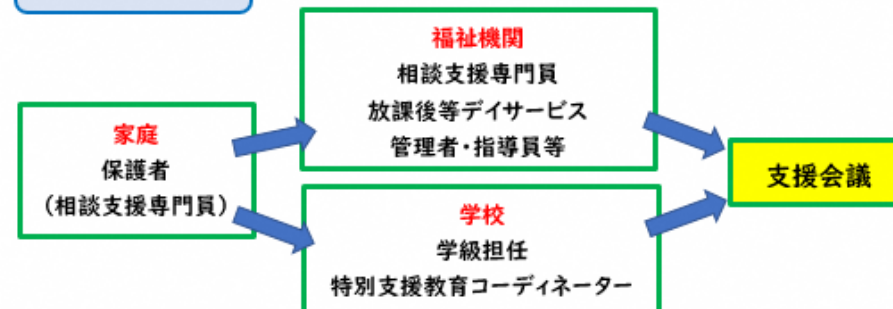 福祉機関
相談支援専門員
放課後等デイサービス
管理者・指導員等
家庭
保護者
(相談支援専門員)
学校
学級担任
特別支援教育コーディネーター
支援会議